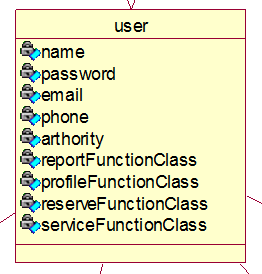 user
name
password
email
phone
arthority
reportFunctionClass
profileFunctionClass
reserveFunctionClass
serviceFunctionClass